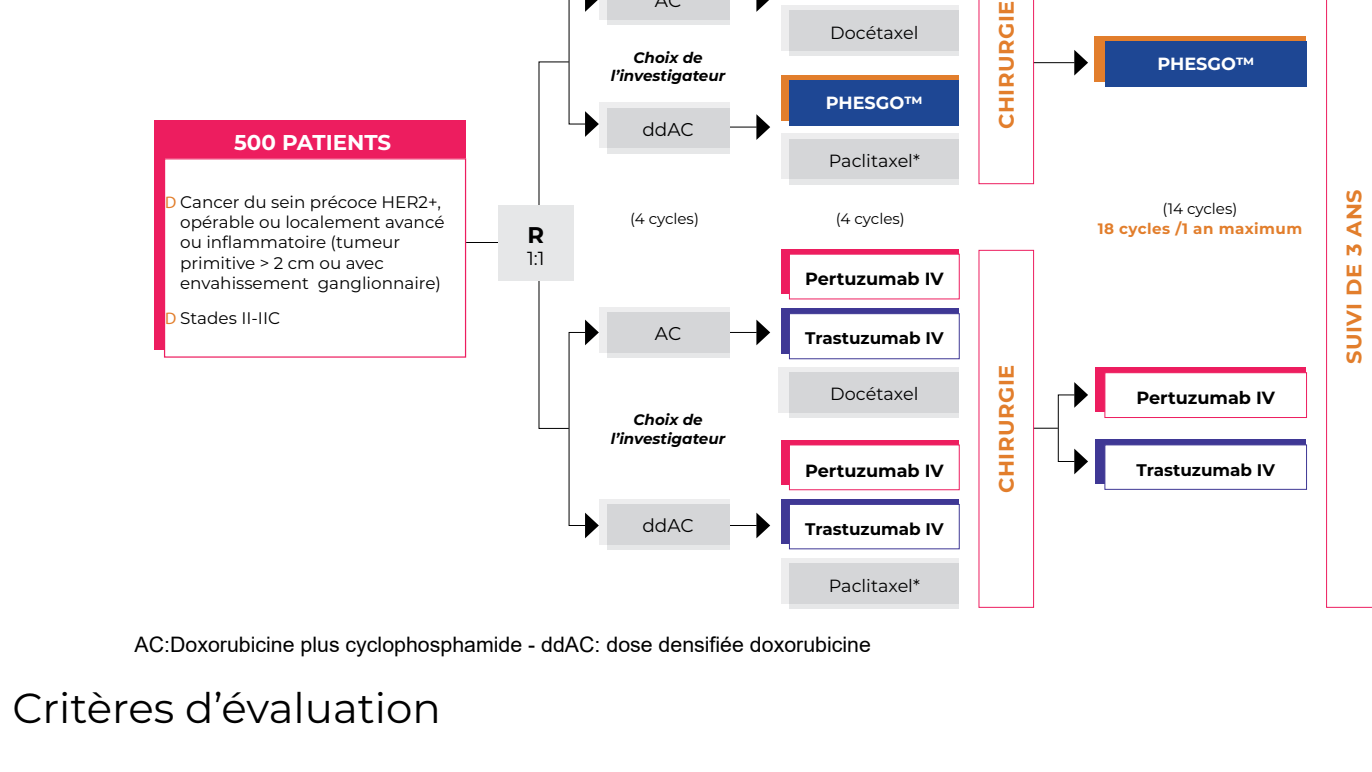 AC
Docétaxel
Choix de
l'investigateur
PHESGO™
ddAC
Paclitaxel*
CHIRURGIE
PHESGO™
500 PATIENTS
D Cancer du sein précoce HER2+,
opérable ou localement avancé
ou inflammatoire (tumeur
primitive > 2 cm ou avec
envahissement ganglionnaire)
D Stades II-IIC
R
1:1
(4 cycles)
(4 cycles)
(14 cycles)
18 cycles /1 an maximum
SUIVI DE 3 ANS
Pertuzumab IV
AC
Trastuzumab IV
Docétaxel
Choix de
l'investigateur
Pertuzumab IV
ddAC
Trastuzumab IV
Paclitaxel*
CHIRURGIE
Pertuzumab IV
Trastuzumab IV
AC:Doxorubicine plus cyclophosphamide - ddAC: dose densifiée doxorubicine
Critères d'évaluation